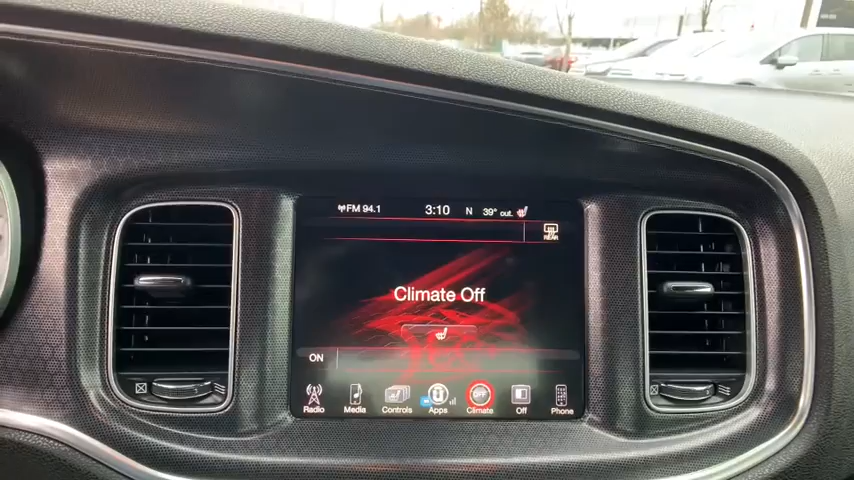 FM 94.1 3:10 N 39° out.
REAR
Climate Off
ON
OFF
Radio Media Controls Apps Climate Off Phone